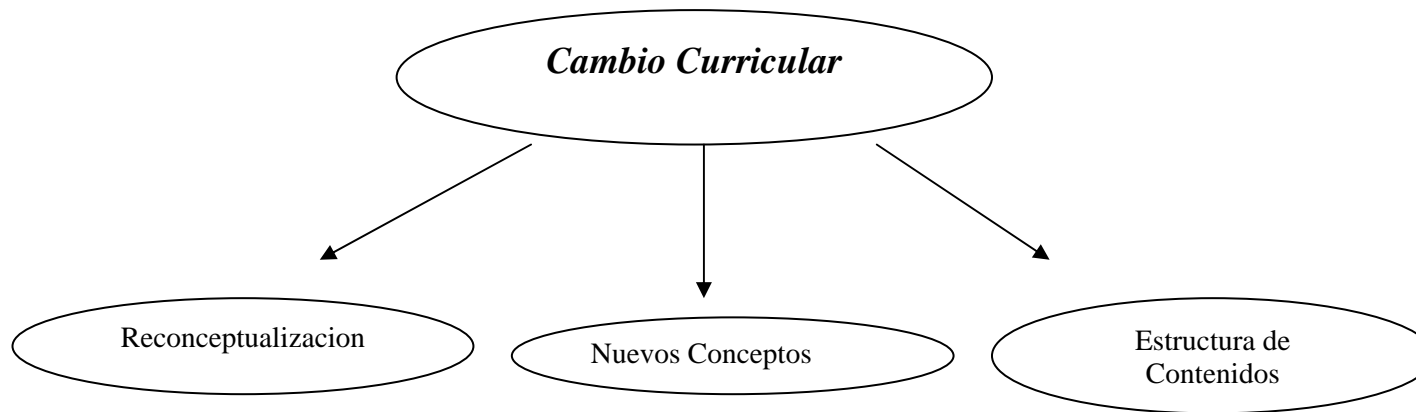 Cambio Curricular
Reconceptualizacion
Nuevos Conceptos
Estructura de
Contenidos